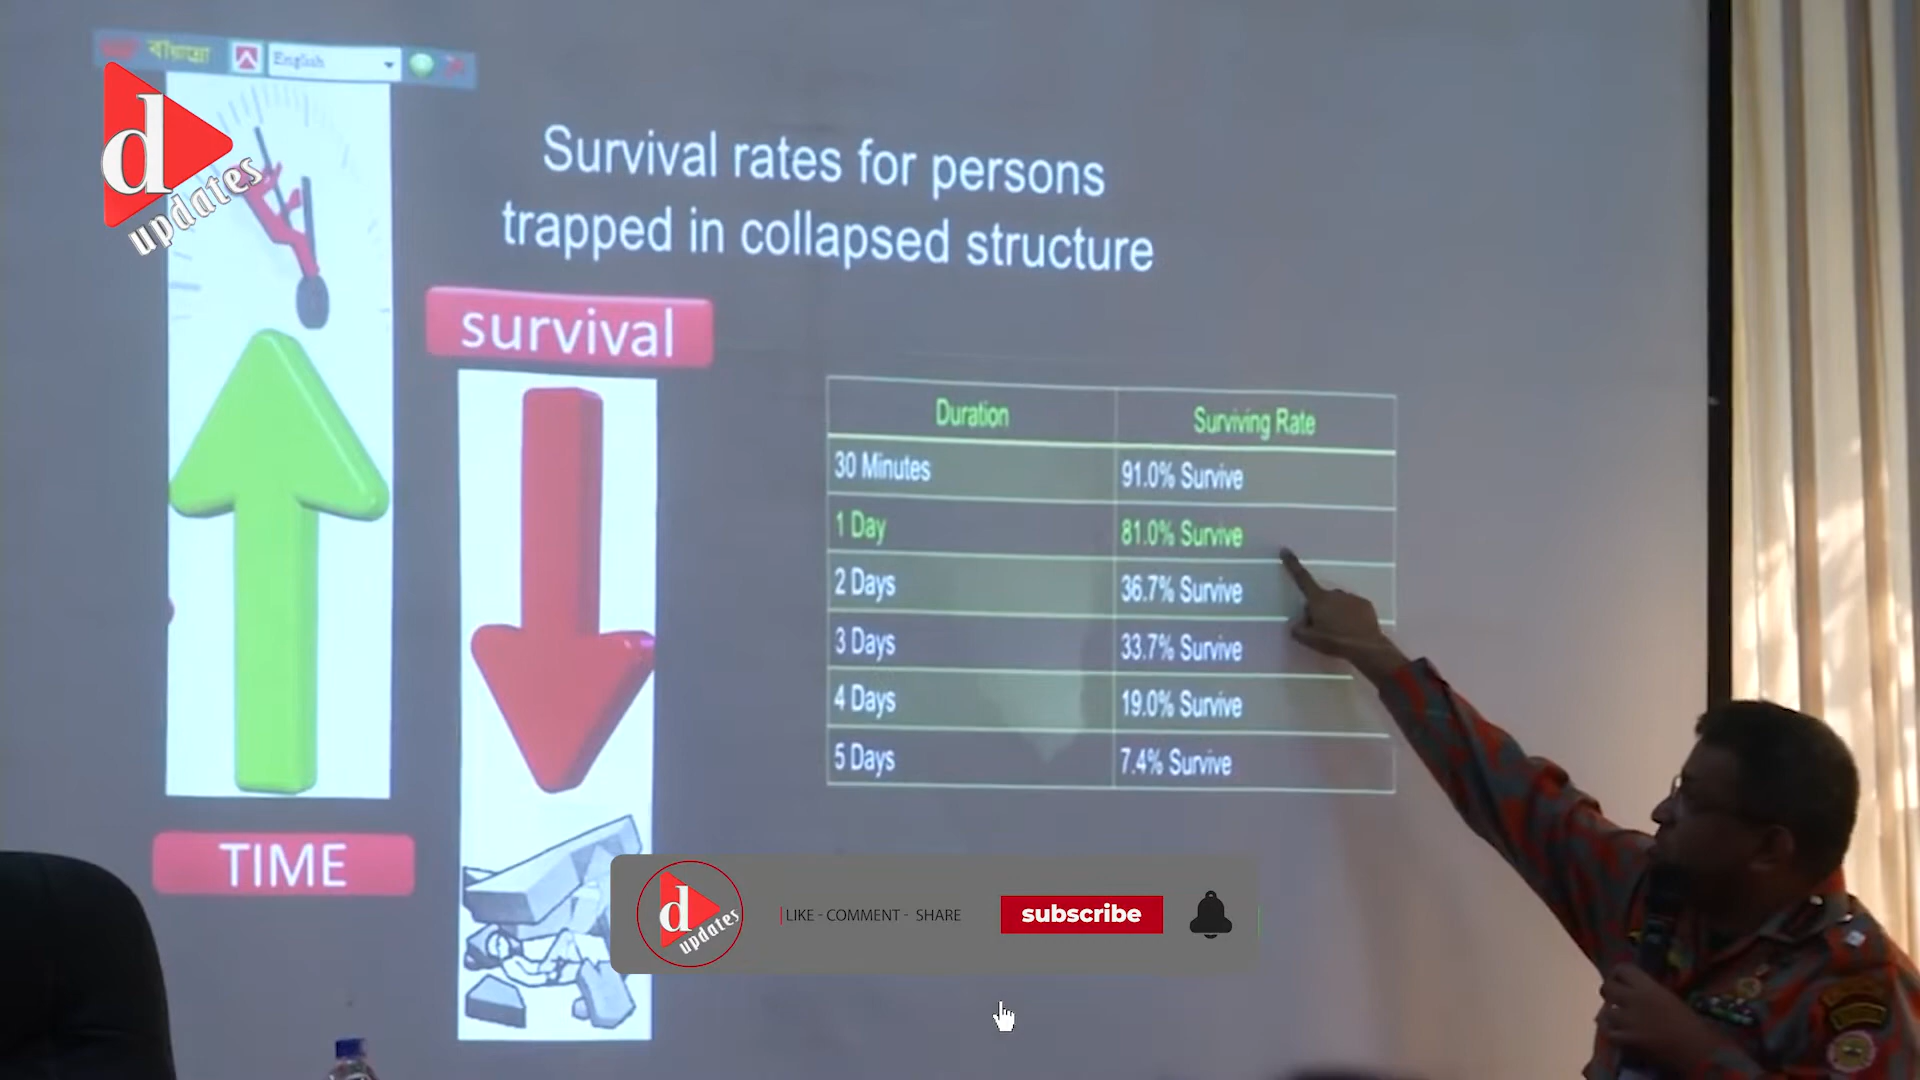 English
d
updates
Survival rates for persons
trapped in collapsed structure
survival
Duration Surviving Rate
30 Minutes 91.0% Survive
1 Day 81.0% Survive
2 Days 36.7% Survive
3 Days 33.7% Survive
4 Days 19.0% Survive
5 Days 7.4% Survive
TIME
d
updates
LIKE - COMMENT - SHARE
subscribe